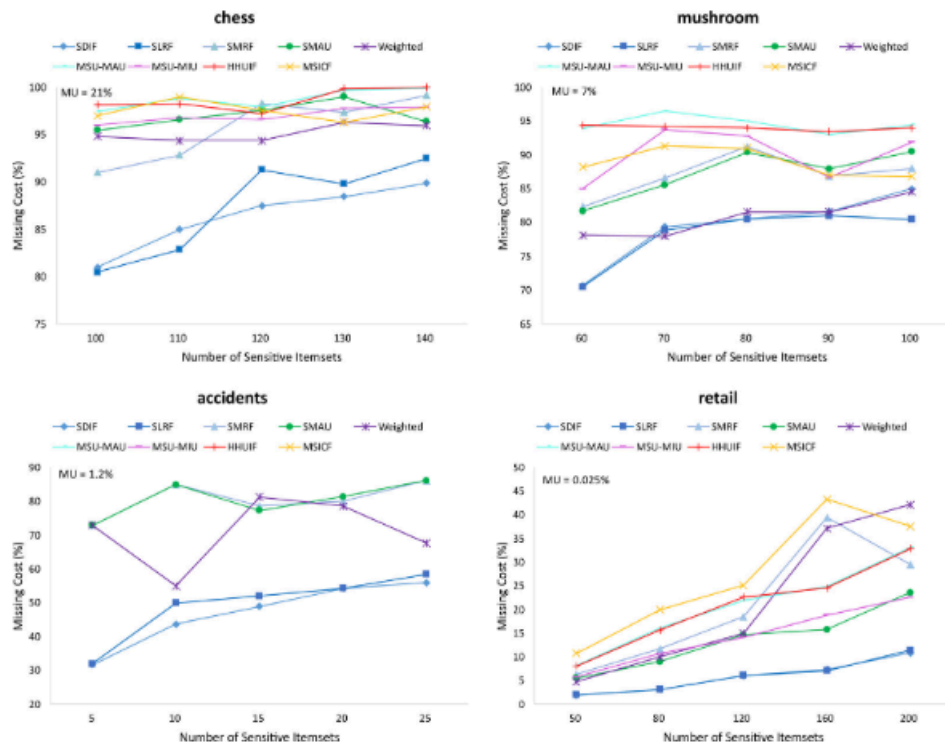 chess
SDIF SLRF SMRF SMAU Weighted
MSU-MAU MSU-MIU HHUIF MSICF
MU = 21%
100
95
90
85
80
75
Missing Cost (%)
100 110 120 130 140
Number of Sensitive Itemsets
mushroom
SDIF SLRF SMRF SMAU Weighted
MSU-MAU MSU-MIU HHUIF MSICF
MU = 7%
100
95
90
85
80
75
70
65
Missing Cost (%)
60 70 80 90 100
Number of Sensitive Itemsets
accidents
SDIF SLRF SMRF SMAU Weighted
MSU-MAU MSU-MIU HHUIF MSICF
MU = 1.2%
90
80
70
60
50
40
30
20
Missing Cost (%)
5 10 15 20 25
Number of Sensitive Itemsets
retail
SDIF SLRF SMRF SMAU Weighted
MSU-MAU MSU-MIU HHUIF MSICF
MU = 0.025%
50
45
40
35
30
25
20
15
10
5
0
Missing Cost (%)
50 80 120 160 200
Number of Sensitive Itemsets